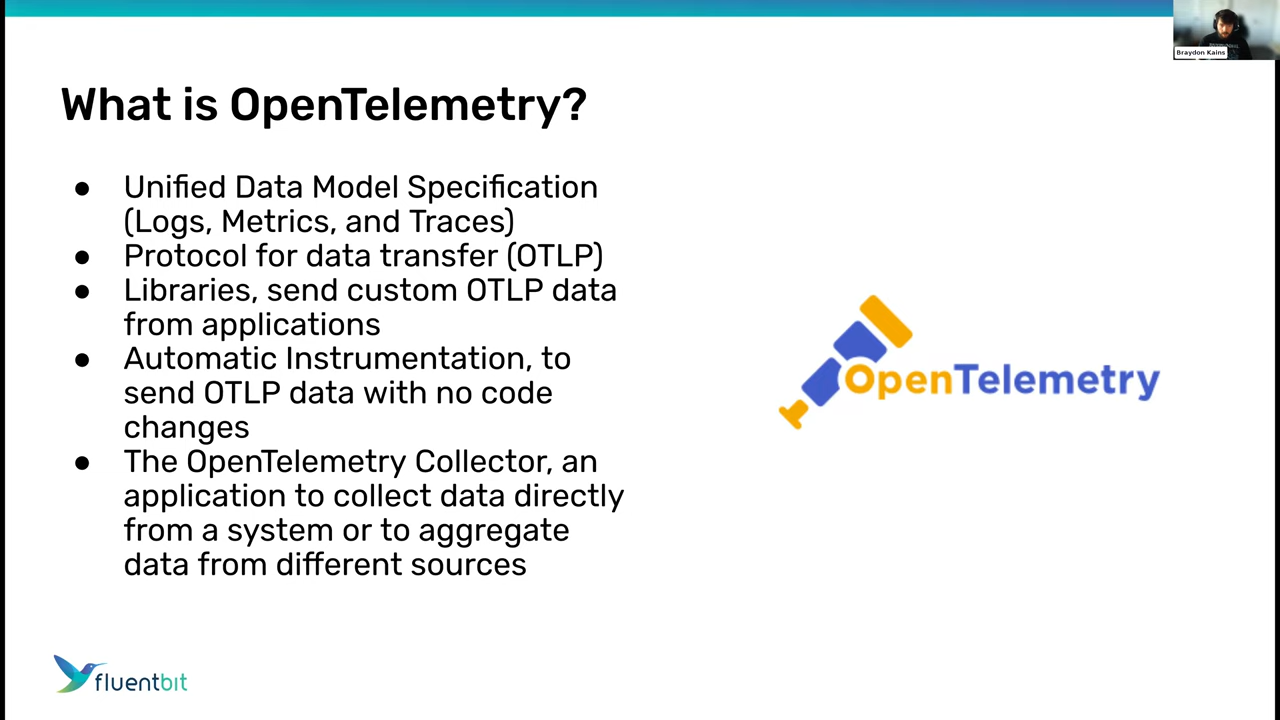 Braydon Kains
What is OpenTelemetry?
● Unified Data Model Specification
(Logs, Metrics, and Traces)
● Protocol for data transfer (OTLP)
● Libraries, send custom OTLP data
from applications
● Automatic Instrumentation, to
send OTLP data with no code
changes
● The OpenTelemetry Collector, an
application to collect data directly
from a system or to aggregate
data from different sources
OpenTelemetry
fluentbit